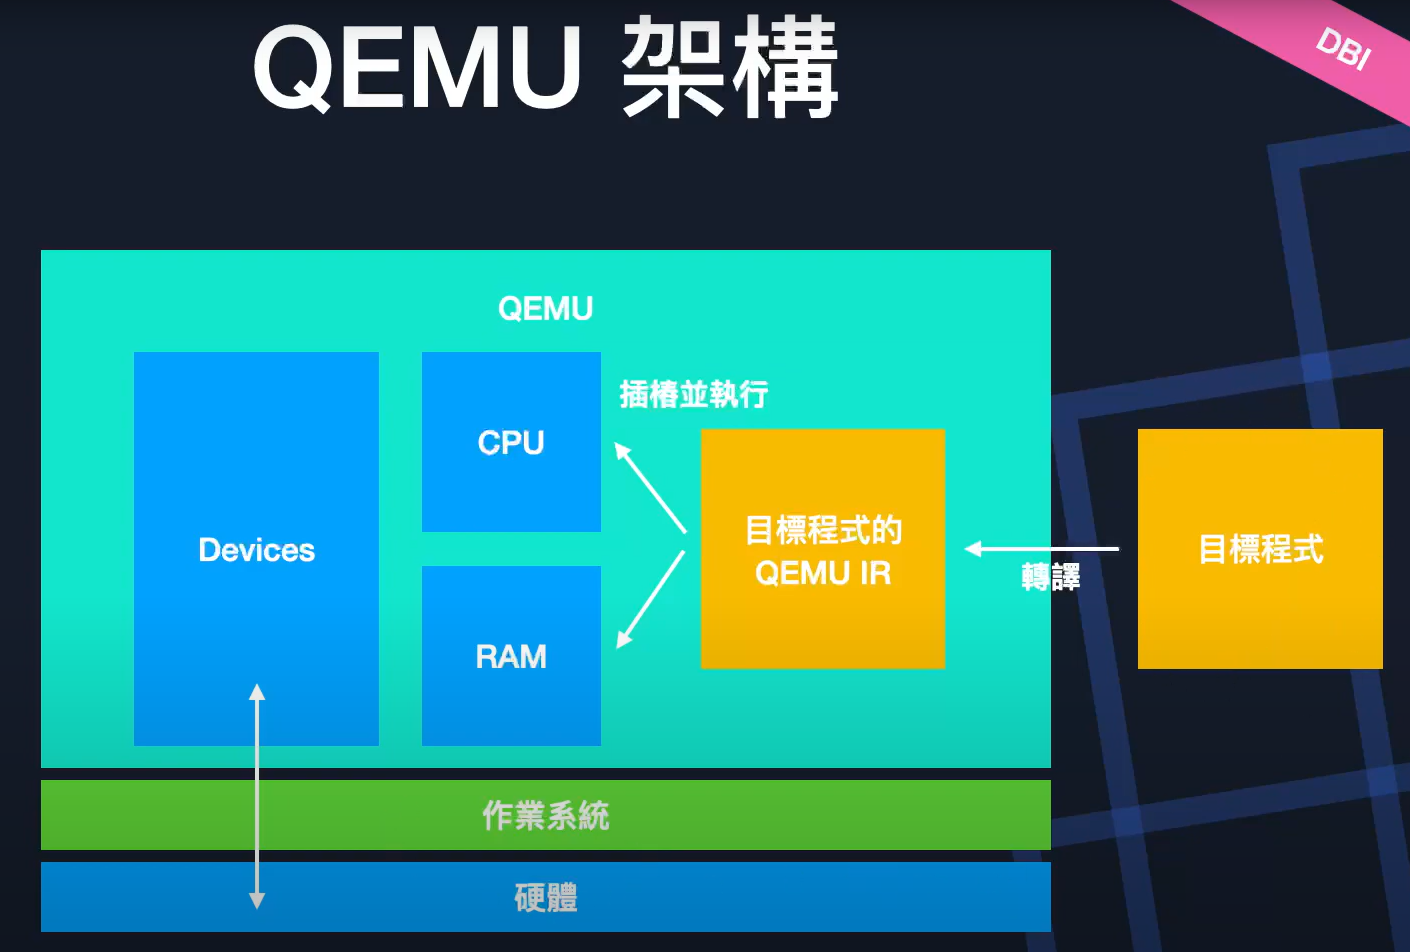 QEMU 架構
DBI
QEMU
插樁並執行
CPU
Devices
目標程式的
QEMU IR
目標程式
轉譯
RAM
作業系統
硬體